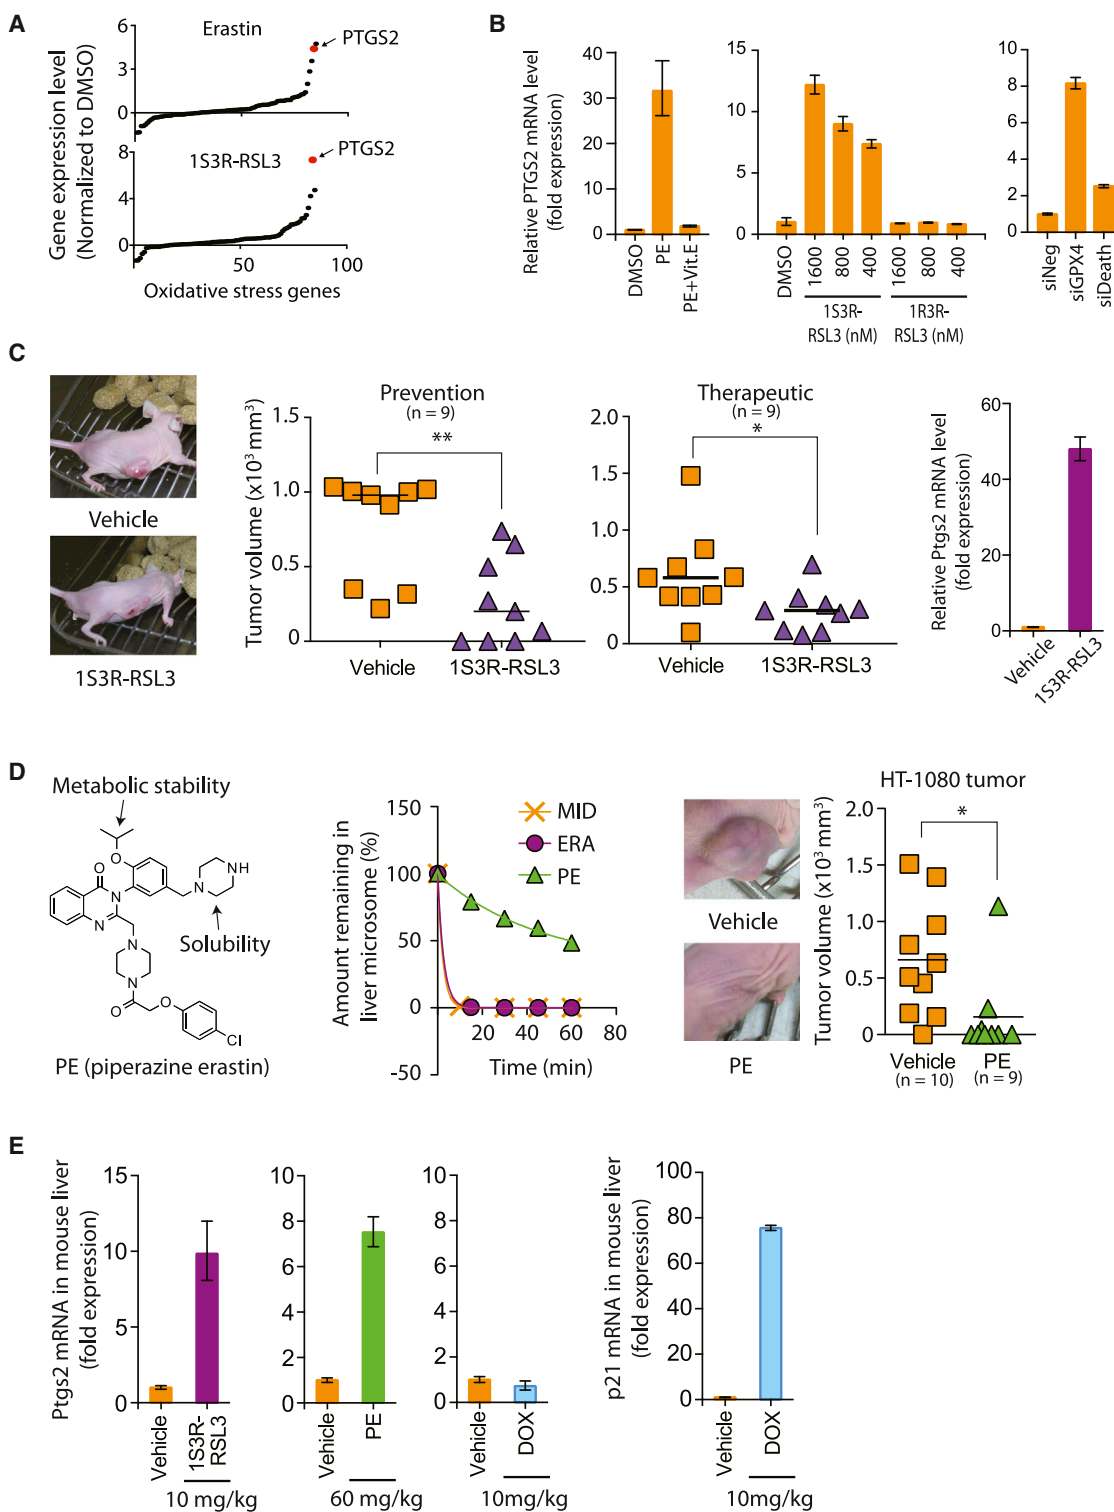 A
Gene expression level
(Normalized to DMSO)
6
3
0
Erastin
PTGS2
8
4
0
1S3R-RSL3
PTGS2
50
100
Oxidative stress genes
B
Relative PTGS2 mRNA level
(fold expression)
40
30
20
10
0
DMSO
PE
PE+Vit.E
15
10
5
0
DMSO
1600
800
400
1600
800
400
1S3R-
RSL3 (nM)
1R3R-
RSL3 (nM)
10
8
6
4
2
0
siNeg
siGPX4
siDeath
C
Vehicle
1S3R-RSL3
Prevention
(n = 9)
**
Tumor volume (x10³ mm³)
1.5
1.0
0.5
0
Vehicle
1S3R-RSL3
Therapeutic
(n = 9)
*
2.0
1.5
1.0
0.5
0
Vehicle
1S3R-RSL3
Relative Ptgs2 mRNA level
(fold expression)
60
40
20
0
Vehicle
1S3R-RSL3
D
Metabolic stability
O
O
N
N
N
NH
Solubility
N
N
O
O
Cl
PE (piperazine erastin)
Amount remaining in
liver microsome (%)
150
100
50
0
-50
20
40
60
80
Time (min)
MID
ERA
PE
Vehicle
PE
HT-1080 tumor
*
Tumor volume (x10³ mm³)
2.0
1.5
1.0
0.5
0
Vehicle
(n = 10)
PE
(n = 9)
E
Ptgs2 mRNA in mouse liver
(fold expression)
15
10
5
0
Vehicle
1S3R-
RSL3
10 mg/kg
10
8
6
4
2
0
Vehicle
PE
60 mg/kg
10
8
6
4
2
0
Vehicle
DOX
10mg/kg
p21 mRNA in mouse liver
(fold expression)
100
80
60
40
20
0
Vehicle
DOX
10mg/kg